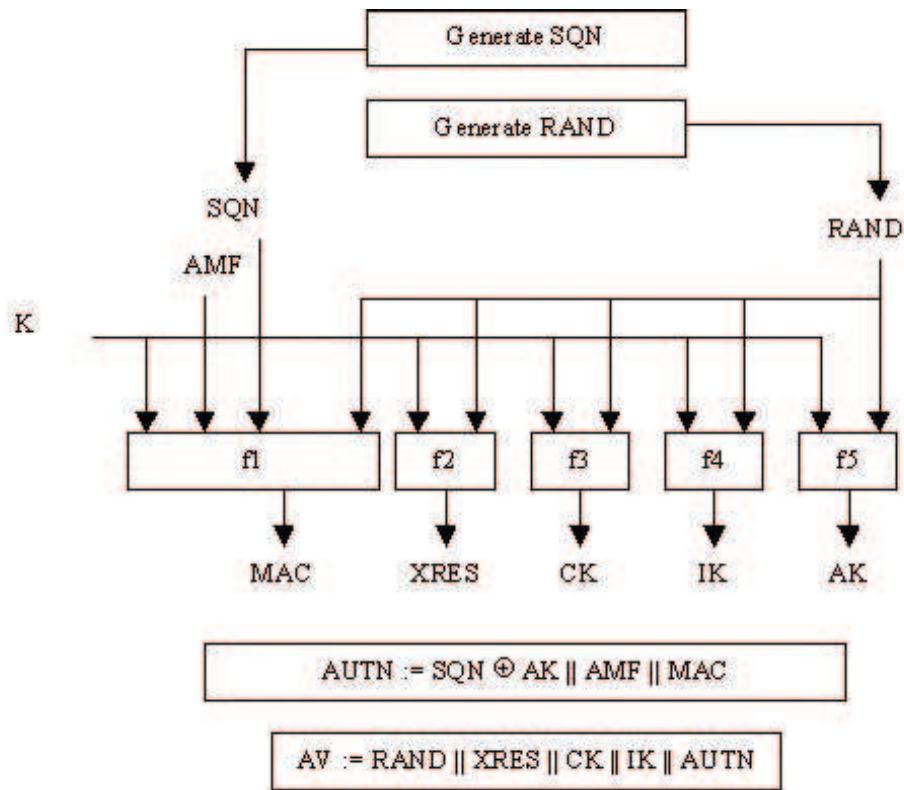 Generate SQN
Generate RAND
SQN
RAND
AMF
K
f1 f2 f3 f4 f5
MAC XRES CK IK AK
AUTN := SQN ⊕ AK || AMF || MAC
AV := RAND || XRES || CK || IK || AUTN